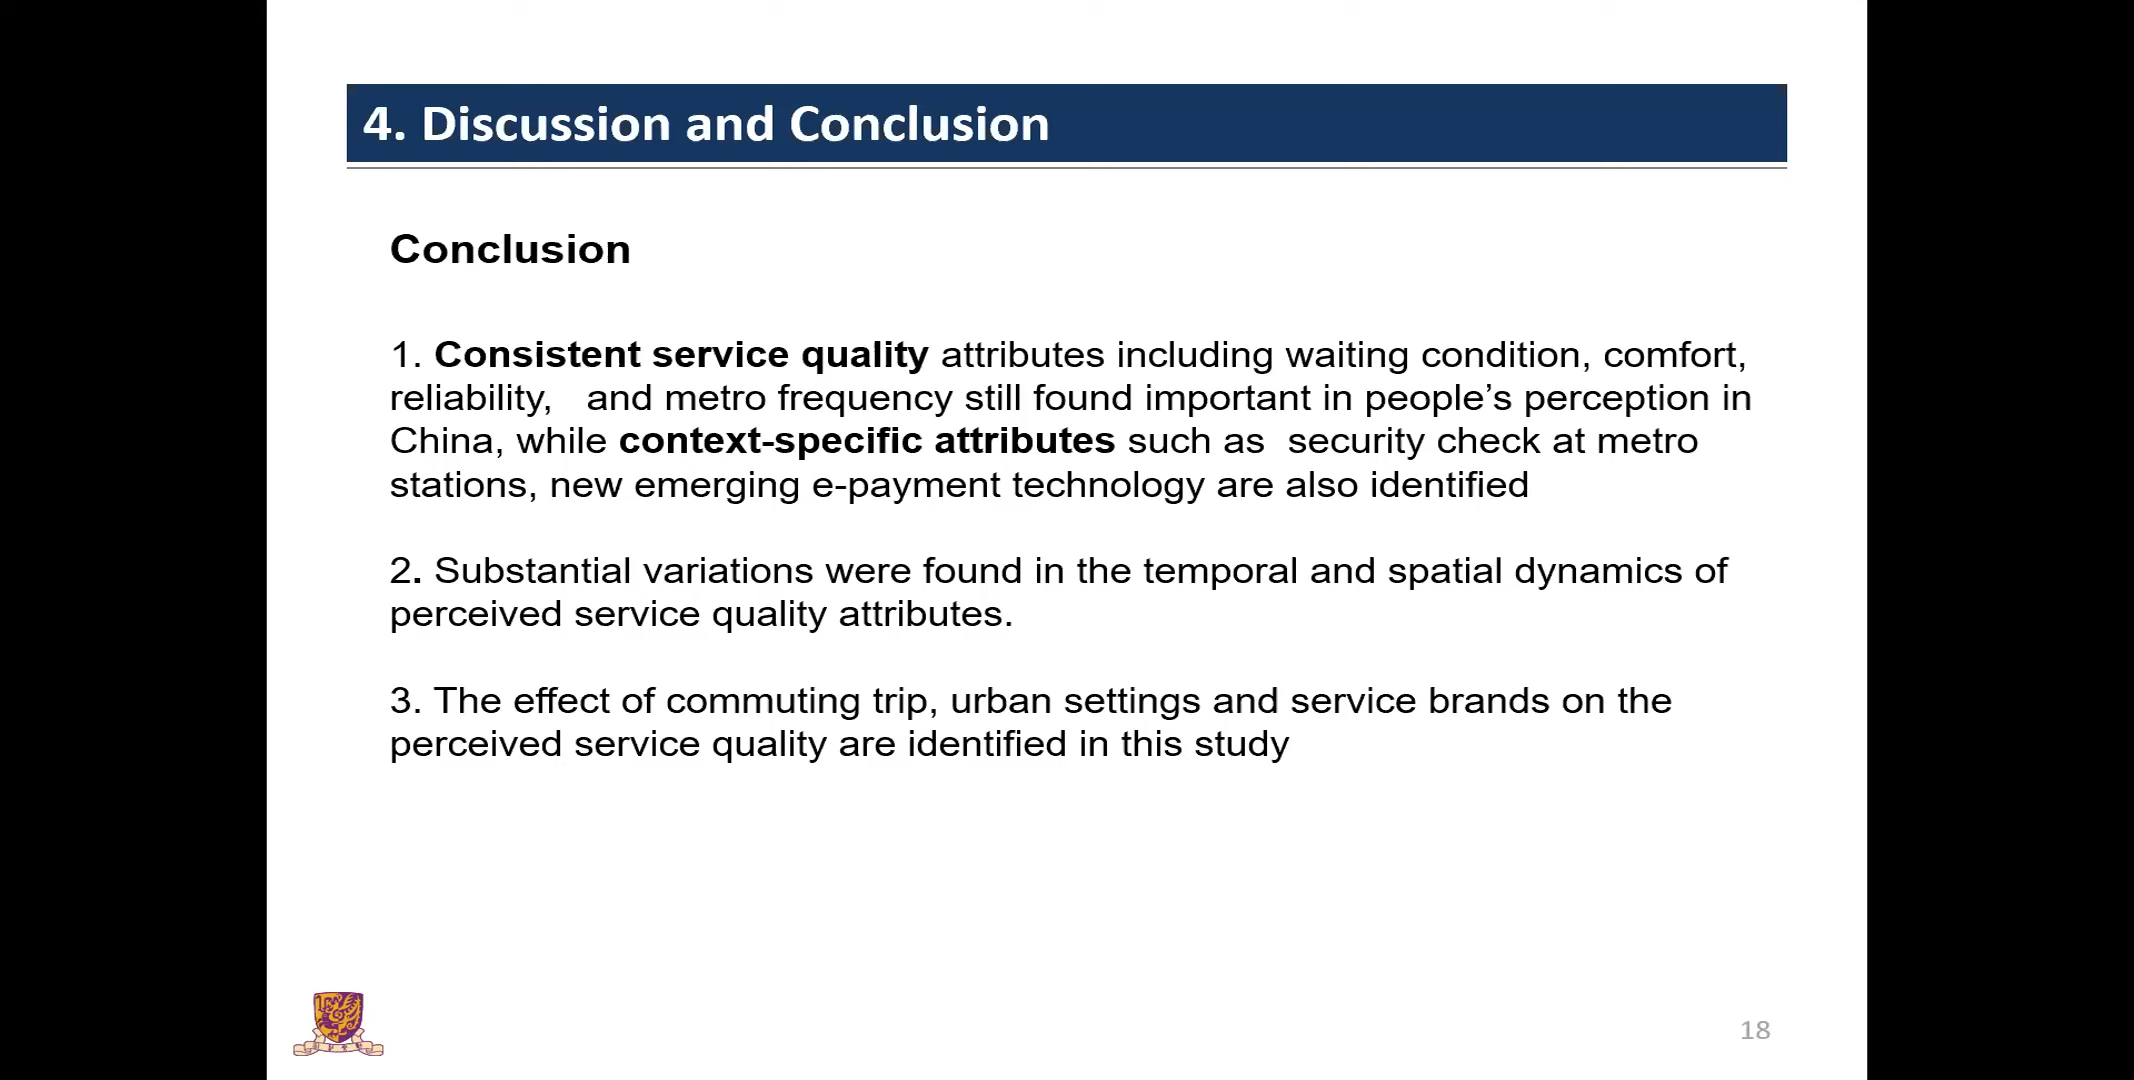 4. Discussion and Conclusion
Conclusion
1. Consistent service quality attributes including waiting condition, comfort,
reliability,   and metro frequency still found important in people’s perception in
China, while context-specific attributes such as  security check at metro
stations, new emerging e-payment technology are also identified
2. Substantial variations were found in the temporal and spatial dynamics of
perceived service quality attributes.
3. The effect of commuting trip, urban settings and service brands on the
perceived service quality are identified in this study
18